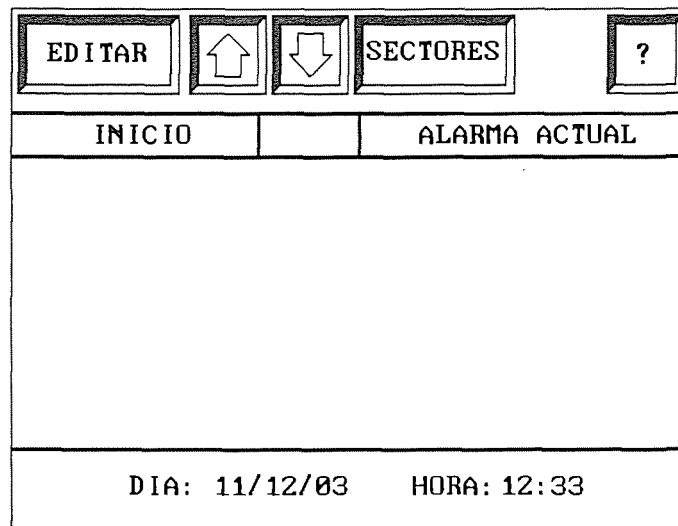 EDITAR SECTORES ?
INICIO ALARMA ACTUAL
DIA: 11/12/03 HORA: 12:33